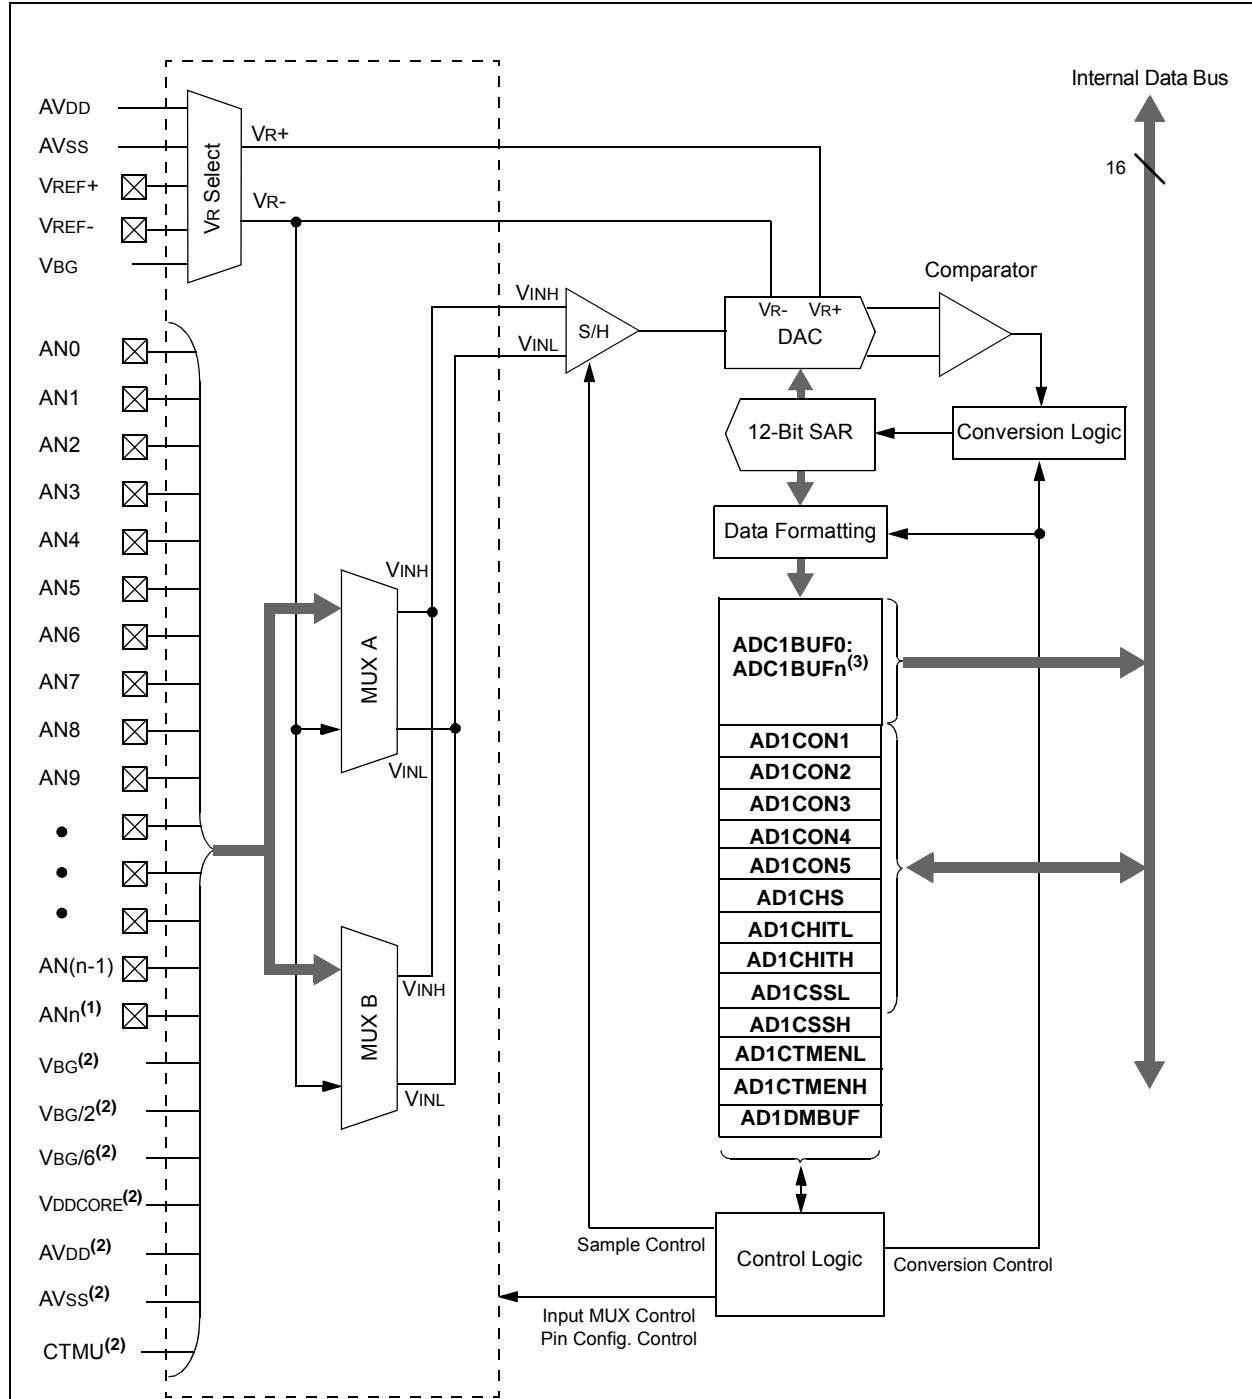 Internal Data Bus
16
AVDD
AVSS
VREF+
VREF-
VBG
VR Select
VR+
VR-
AN0
AN1
AN2
AN3
AN4
AN5
AN6
AN7
AN8
AN9
AN(n-1)
ANn(1)
VBG(2)
VBG/2(2)
VBG/6(2)
VDDCORE(2)
AVDD(2)
AVSS(2)
CTMU(2)
MUX A
VINH
VINL
MUX B
VINH
VINL
VINH
VINL
S/H
VR- VR+
DAC
Comparator
12-Bit SAR
Conversion Logic
Data Formatting
ADC1BUF0:
ADC1BUFn(3)
AD1CON1
AD1CON2
AD1CON3
AD1CON4
AD1CON5
AD1CHS
AD1CHITL
AD1CHITH
AD1CSSL
AD1CSSH
AD1CTMENL
AD1CTMENH
AD1DMBUF
Sample Control
Control Logic
Conversion Control
Input MUX Control
Pin Config. Control